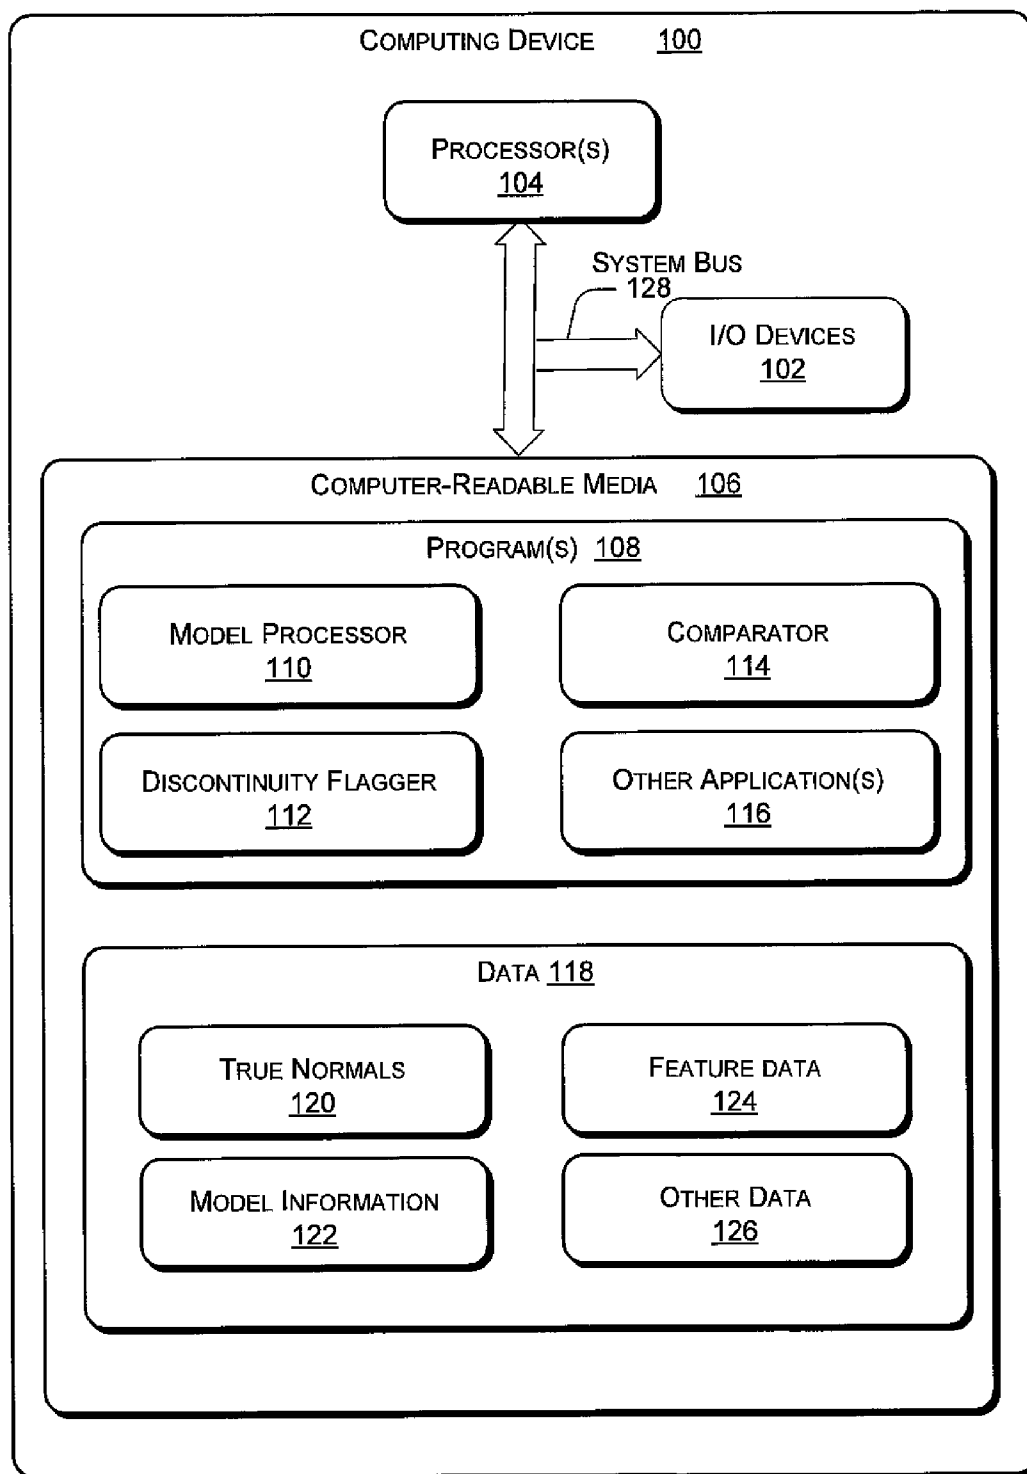 COMPUTING DEVICE 100
PROCESSOR(S)
104
SYSTEM BUS
128
I/O DEVICES
102
COMPUTER-READABLE MEDIA 106
PROGRAM(S) 108
MODEL PROCESSOR
110
COMPARATOR
114
DISCONTINUITY FLAGGER
112
OTHER APPLICATION(S)
116
DATA 118
TRUE NORMALS
120
FEATURE DATA
124
MODEL INFORMATION
122
OTHER DATA
126